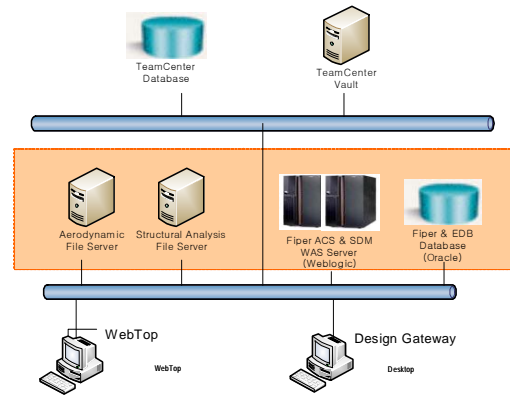 TeamCenter
Database
TeamCenter
Vault
Aerodynamic
File Server
Structural Analysis
File Server
Fiper ACS & SDM
WAS Server
(Weblogic)
Fiper & EDB
Database
(Oracle)
WebTop
WebTop
Design Gateway
Desktop